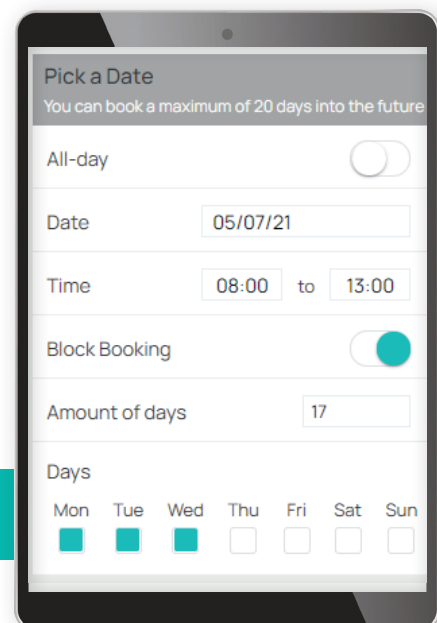 Pick a Date
You can book a maximum of 20 days into the future
All-day
Date 05/07/21
Time 08:00 to 13:00
Block Booking
Amount of days 17
Days
Mon Tue Wed Thu Fri Sat Sun